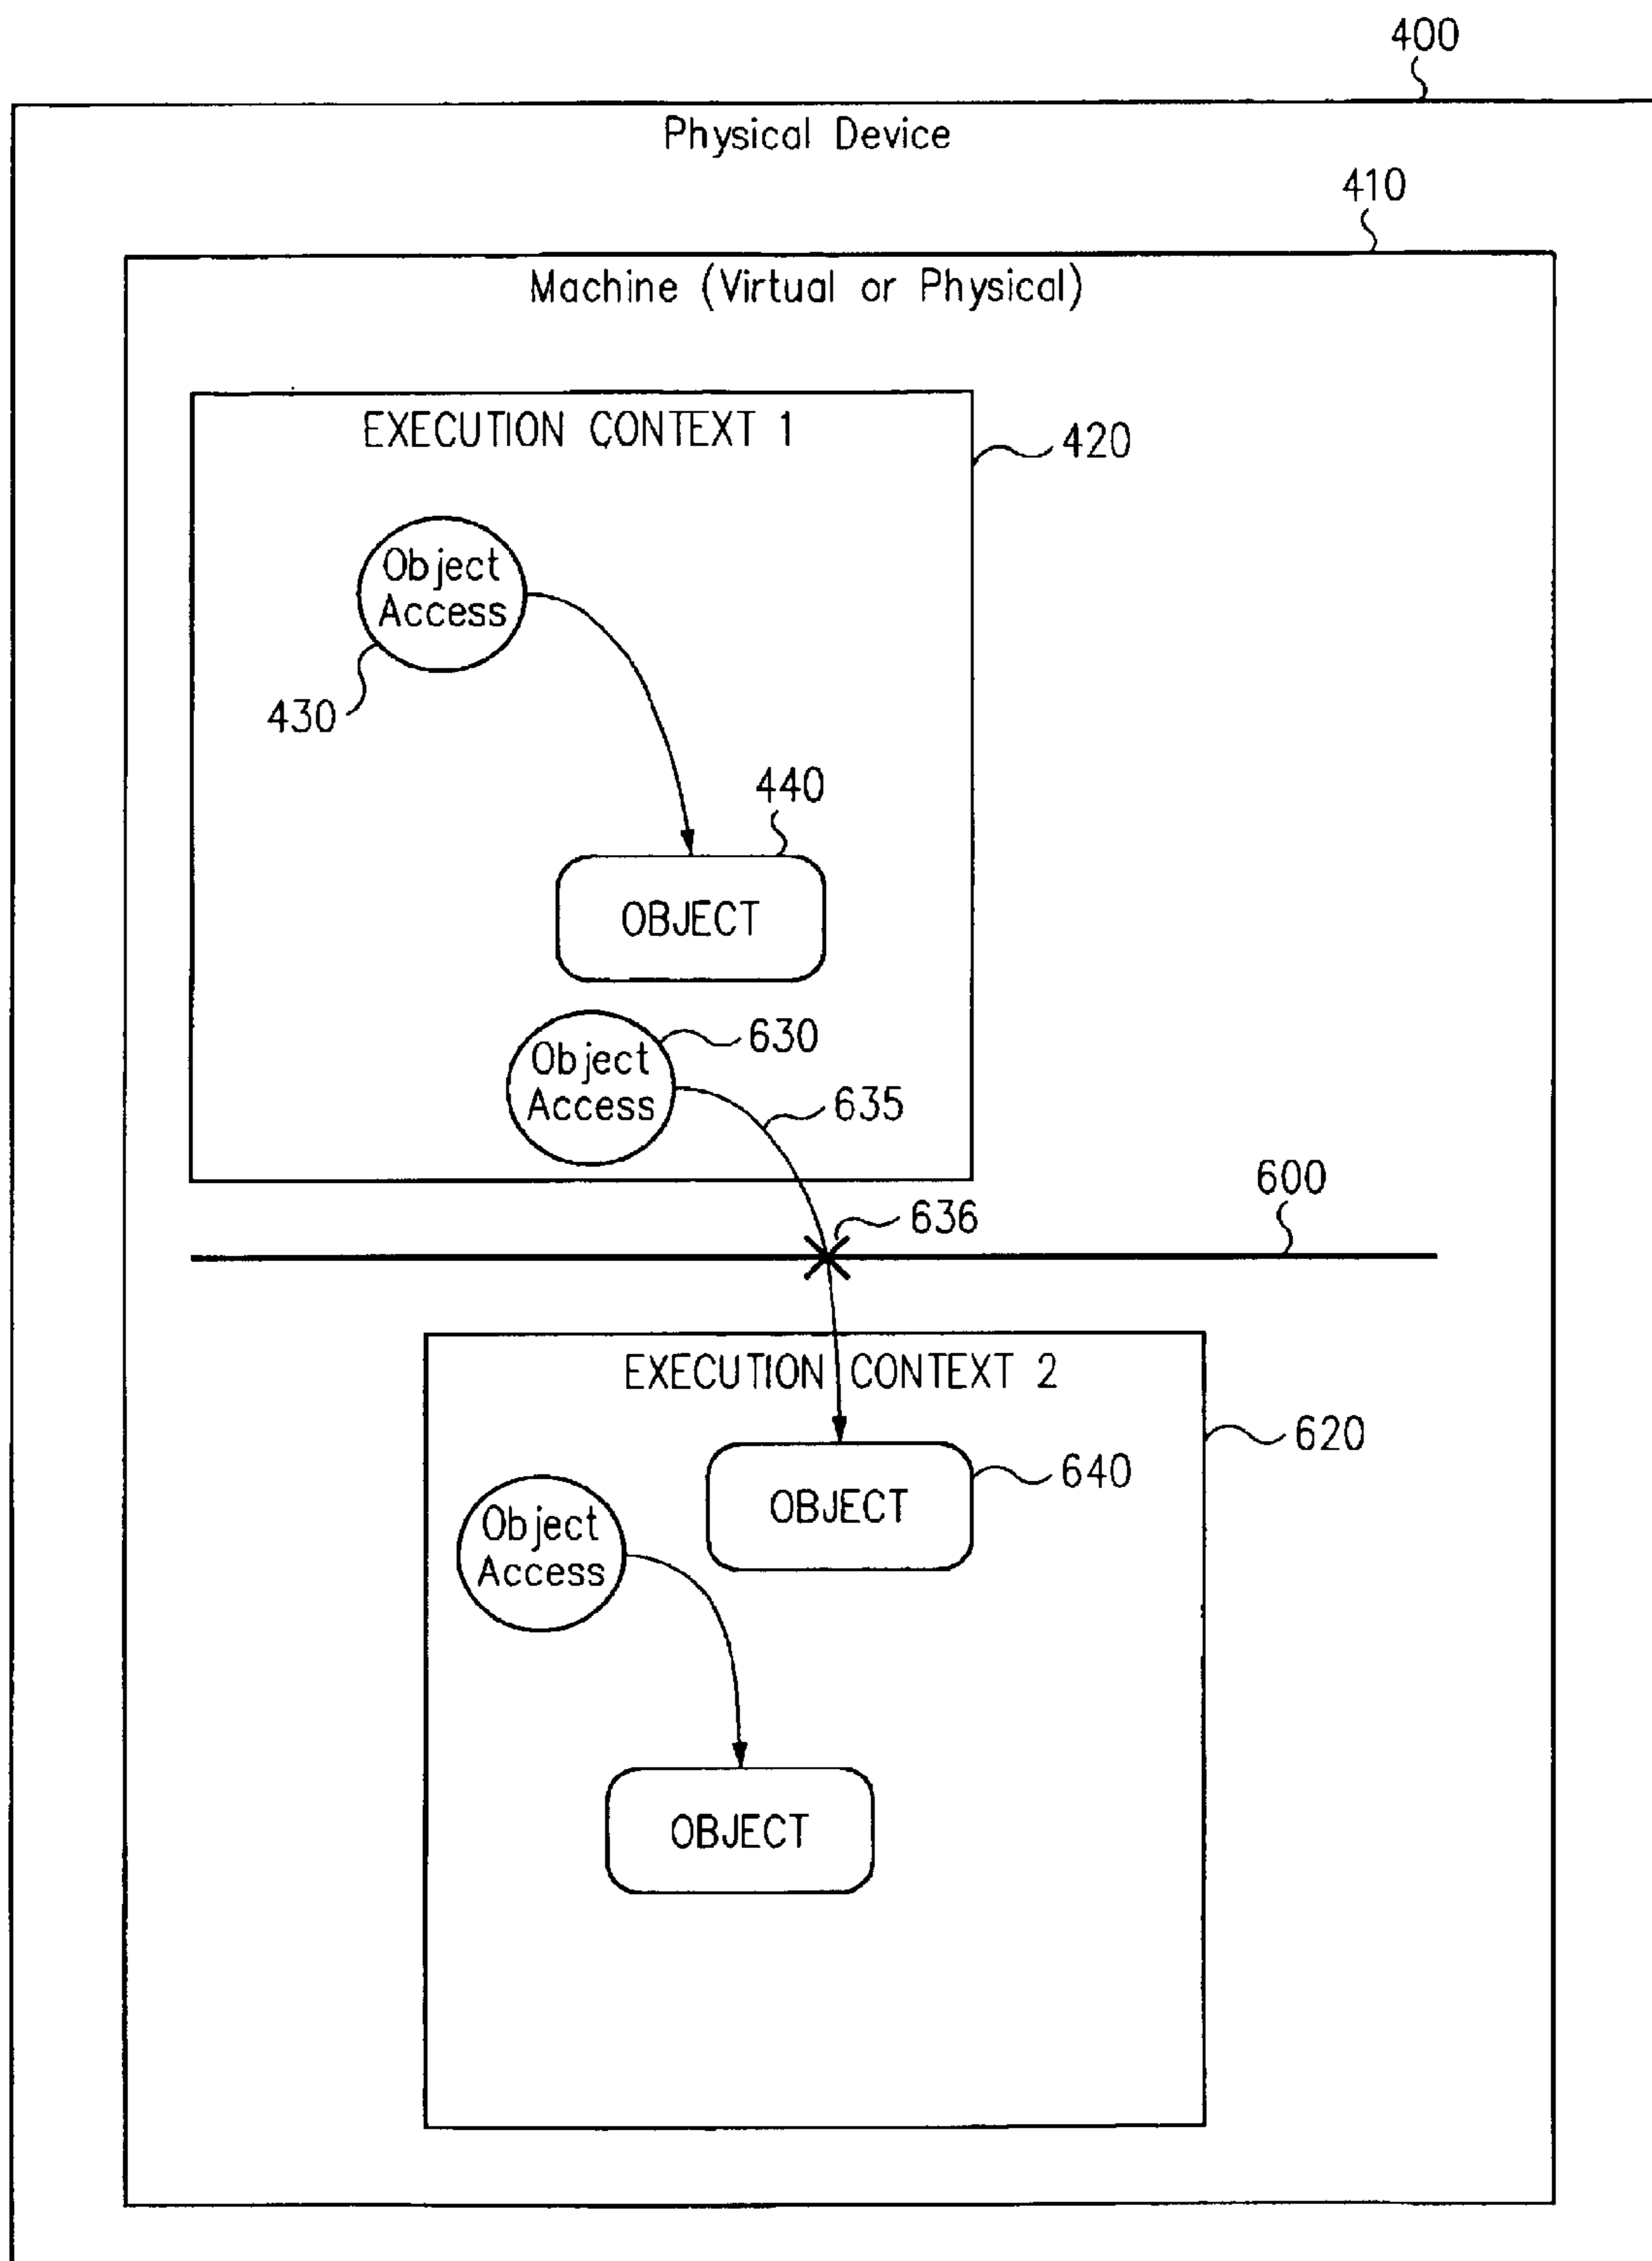 400
Physical Device
410
Machine (Virtual or Physical)
EXECUTION CONTEXT 1
420
Object
Access
430
440
OBJECT
630
Object
Access
635
600
636
EXECUTION CONTEXT 2
620
640
OBJECT
Object
Access
OBJECT